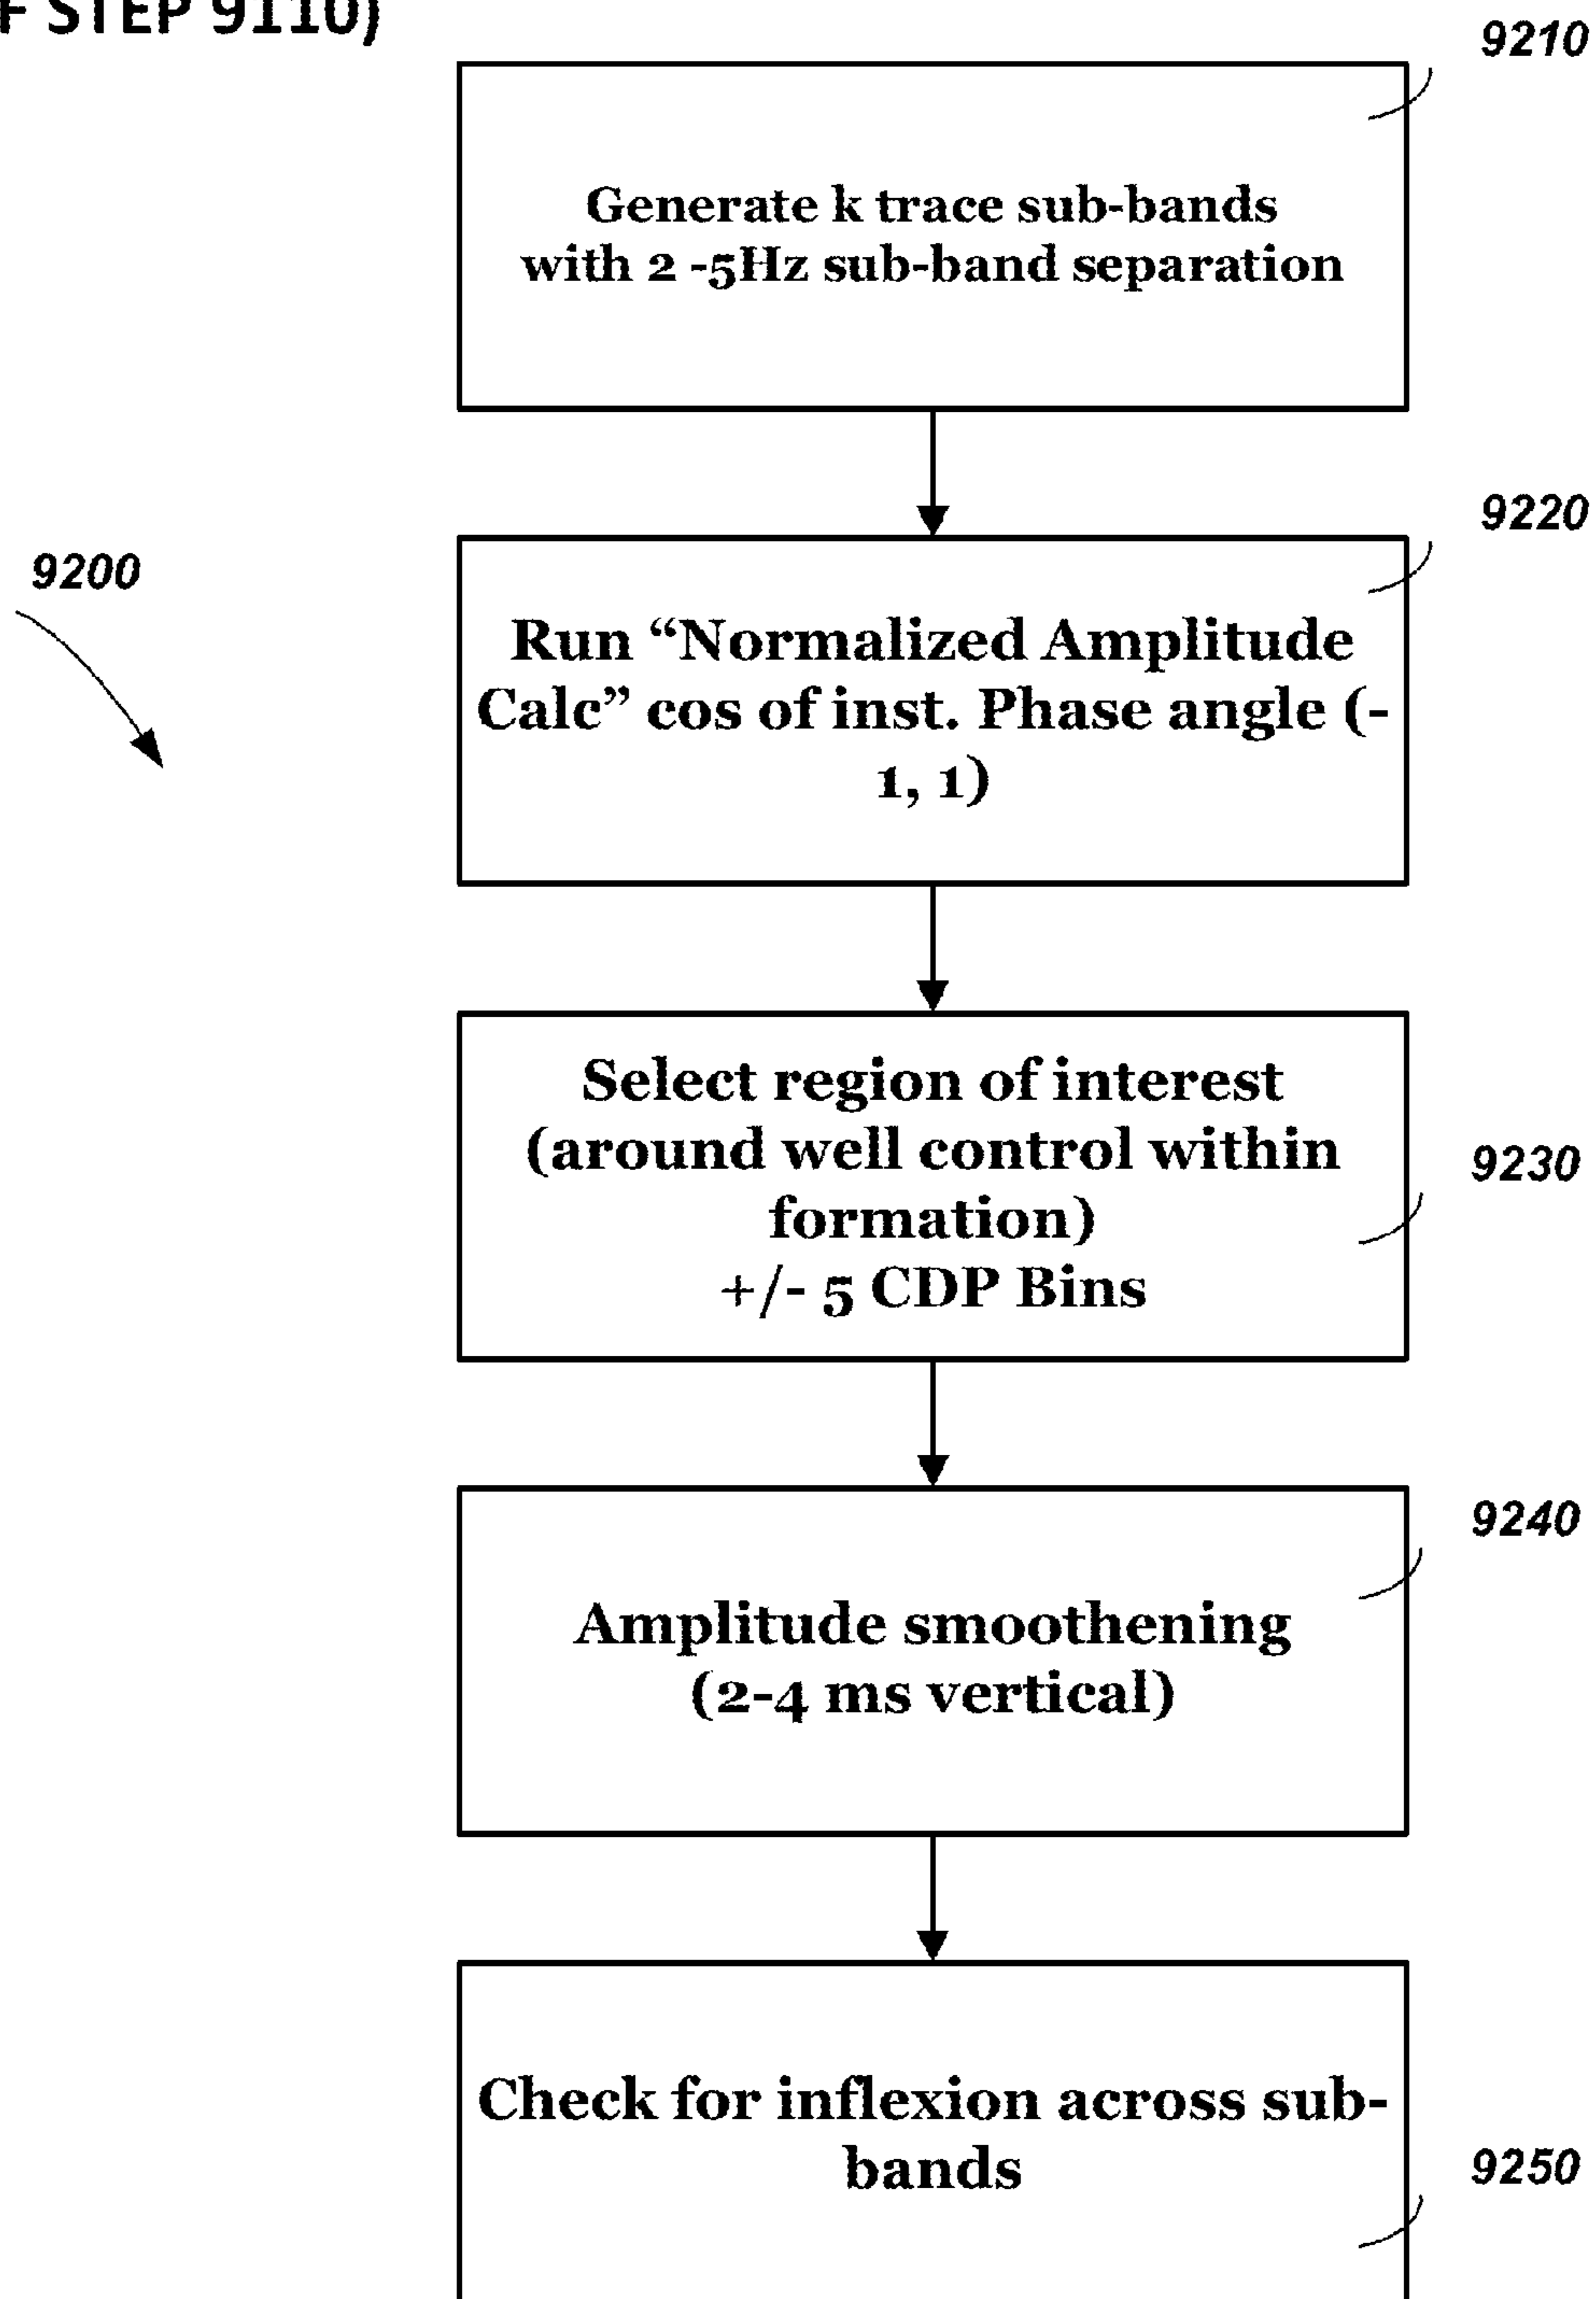 F STEP 9110)
9210
Generate k trace sub-bands
with 2 -5Hz sub-band separation
9220
9200
Run “Normalized Amplitude
Calc” cos of inst. Phase angle (-
1, 1)
Select region of interest
(around well control within
formation)
+/- 5 CDP Bins
9230
9240
Amplitude smoothening
(2-4 ms vertical)
Check for inflexion across sub-
bands
9250